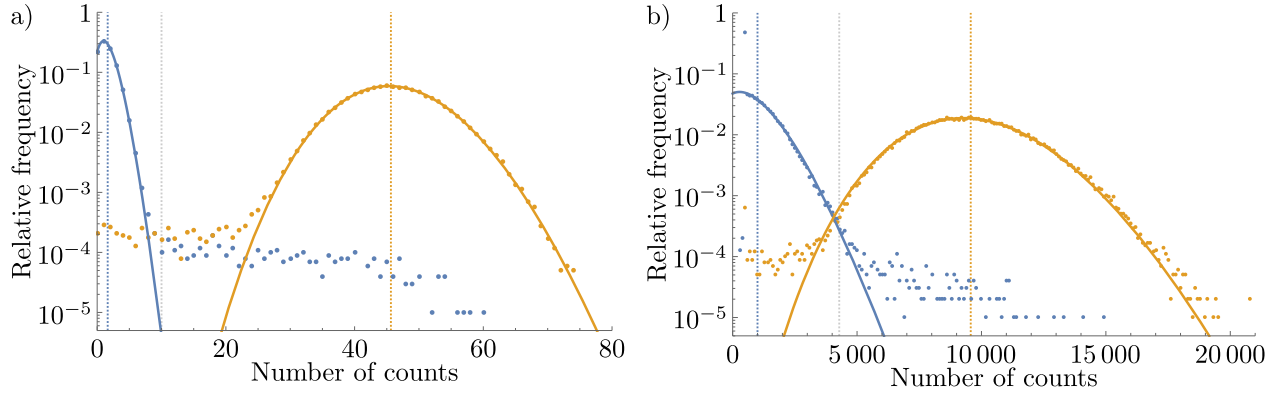 a)
Relative frequency
1
10⁻¹
10⁻²
10⁻³
10⁻⁴
10⁻⁵
0 20 40 60 80
Number of counts
b)
Relative frequency
1
10⁻¹
10⁻²
10⁻³
10⁻⁴
10⁻⁵
0 5 000 10 000 15 000 20 000
Number of counts